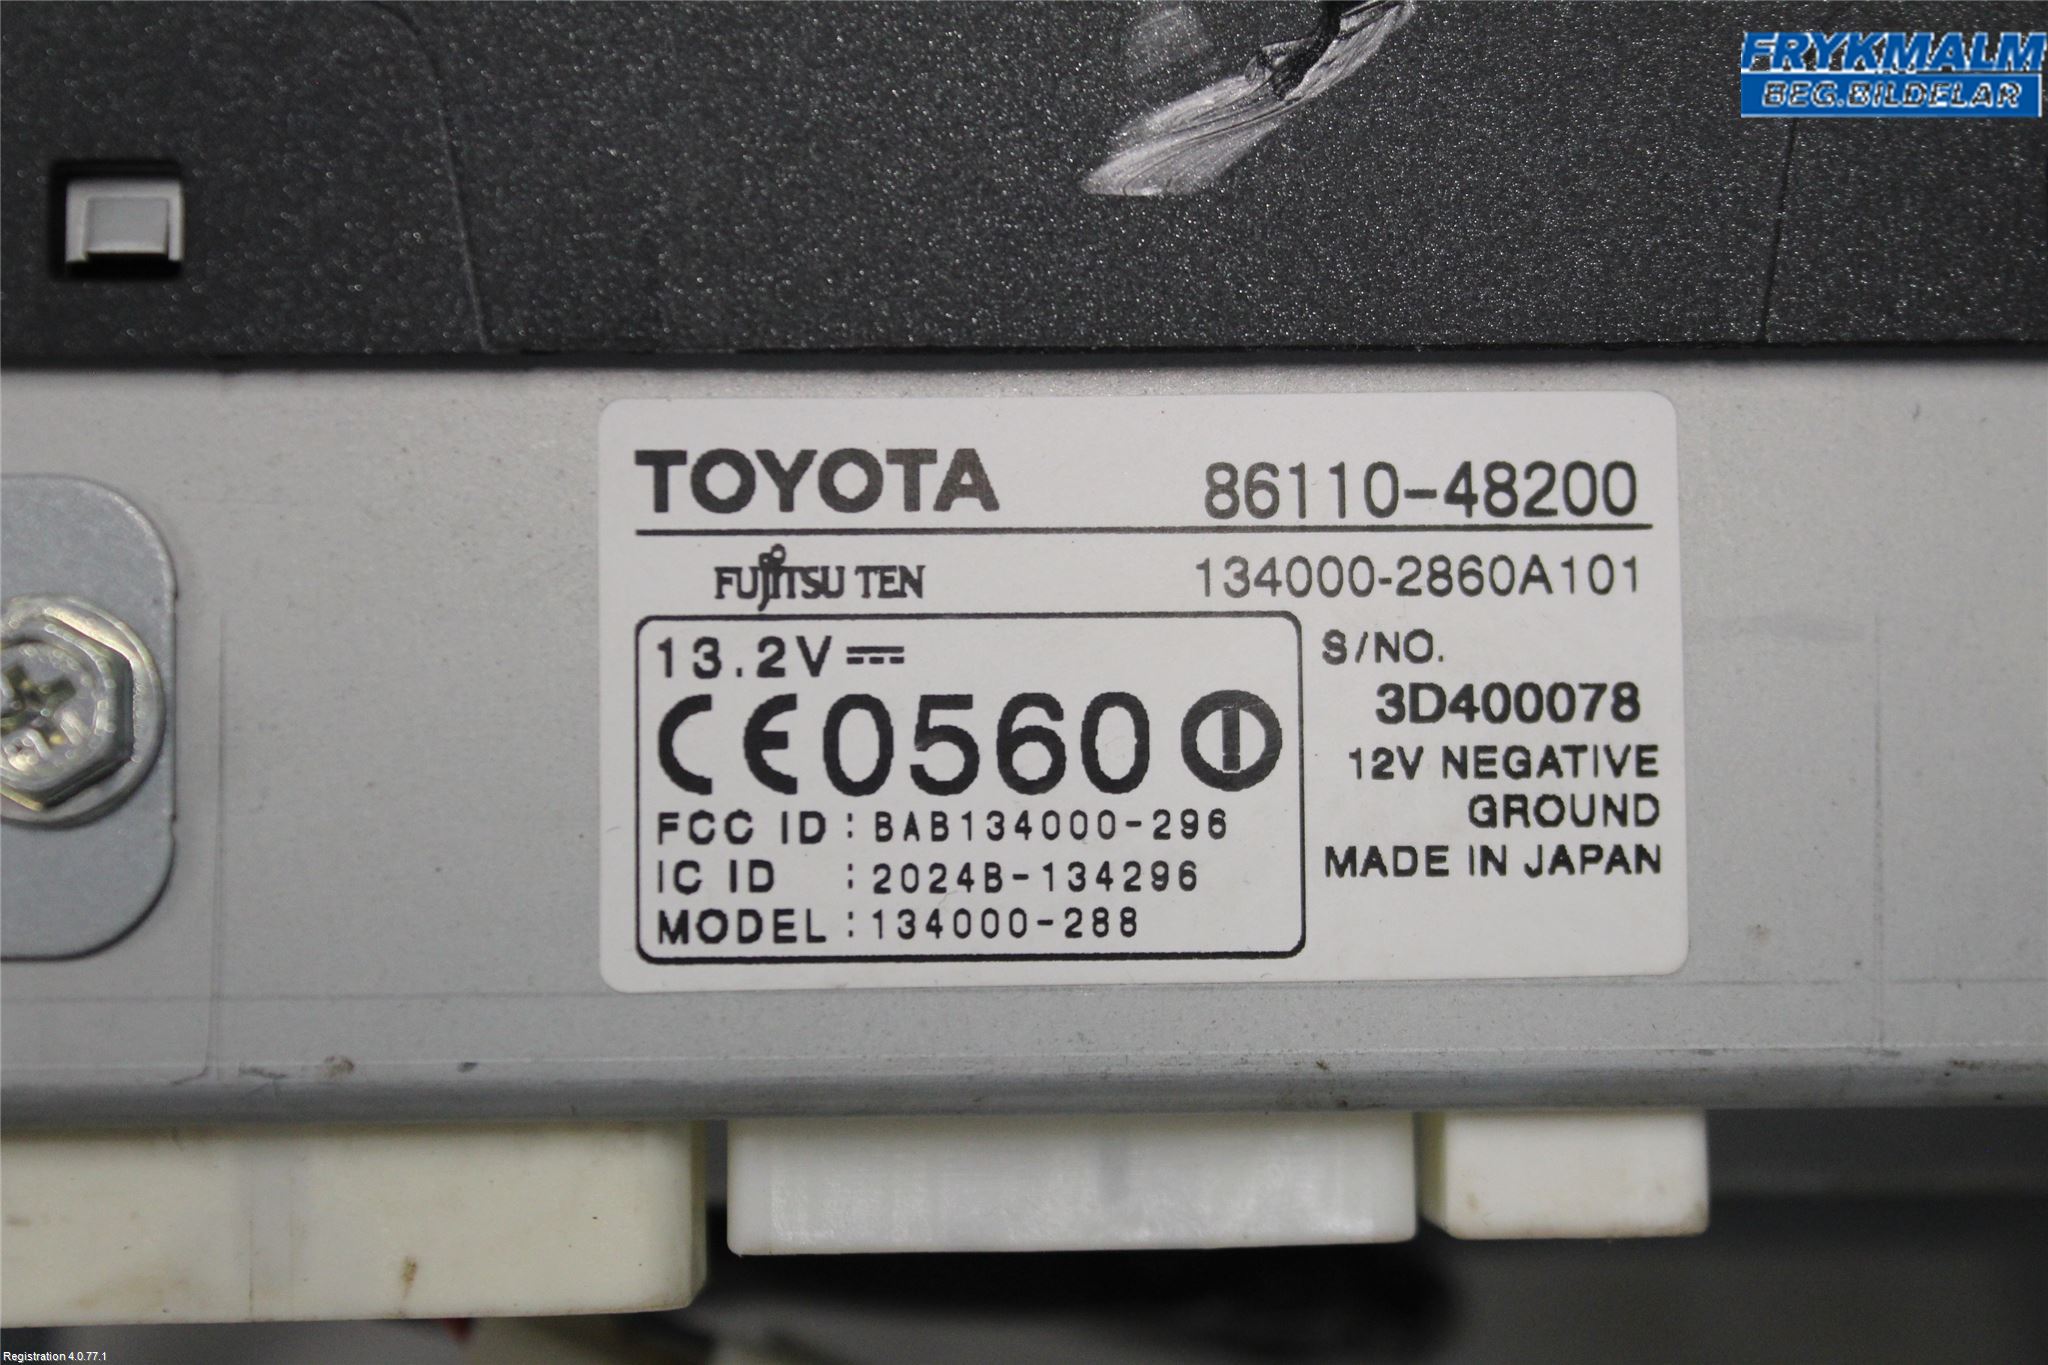 FRYKMALM
BEG.BILDELAR
TOYOTA 86110-48200
FUJITSU TEN 134000-2860A101
13.2V
CE0560
FCC ID : BAB134000-296
IC ID : 2024B-134296
MODEL : 134000-288
S/NO.
3D400078
12V NEGATIVE
GROUND
MADE IN JAPAN
Registration 4.0.77.1